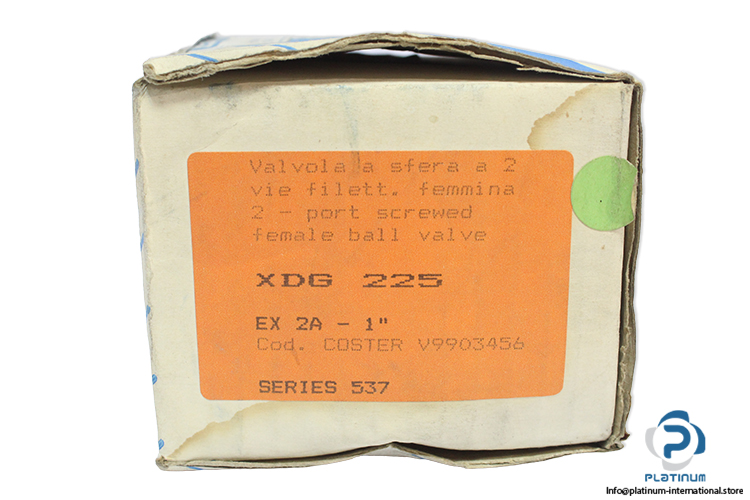 Valvola a sfera a 2
vie filett. femmina
2 - port screwed
female ball valve
XDG 225
EX 2A - 1"
Cod. COSTER V9903456
SERIES 537
PLATINUM
Info@platinum-international.store